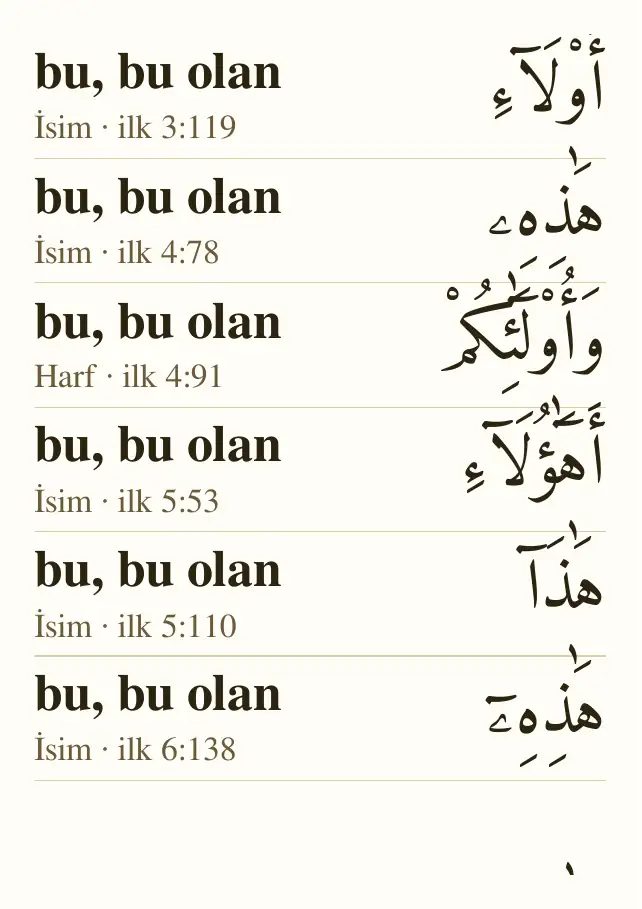 bu, bu olan أُو۟لَآءِ
İsim · ilk 3:119
bu, bu olan هَٰذِهِۦ
İsim · ilk 4:78
bu, bu olan وَأُو۟لَٰٓئِكُمْ
Harf · ilk 4:91
bu, bu olan أَهَٰٓؤُلَآءِ
İsim · ilk 5:53
bu, bu olan هَٰذَآ
İsim · ilk 5:110
bu, bu olan هَٰذِهِۦٓ
İsim · ilk 6:138